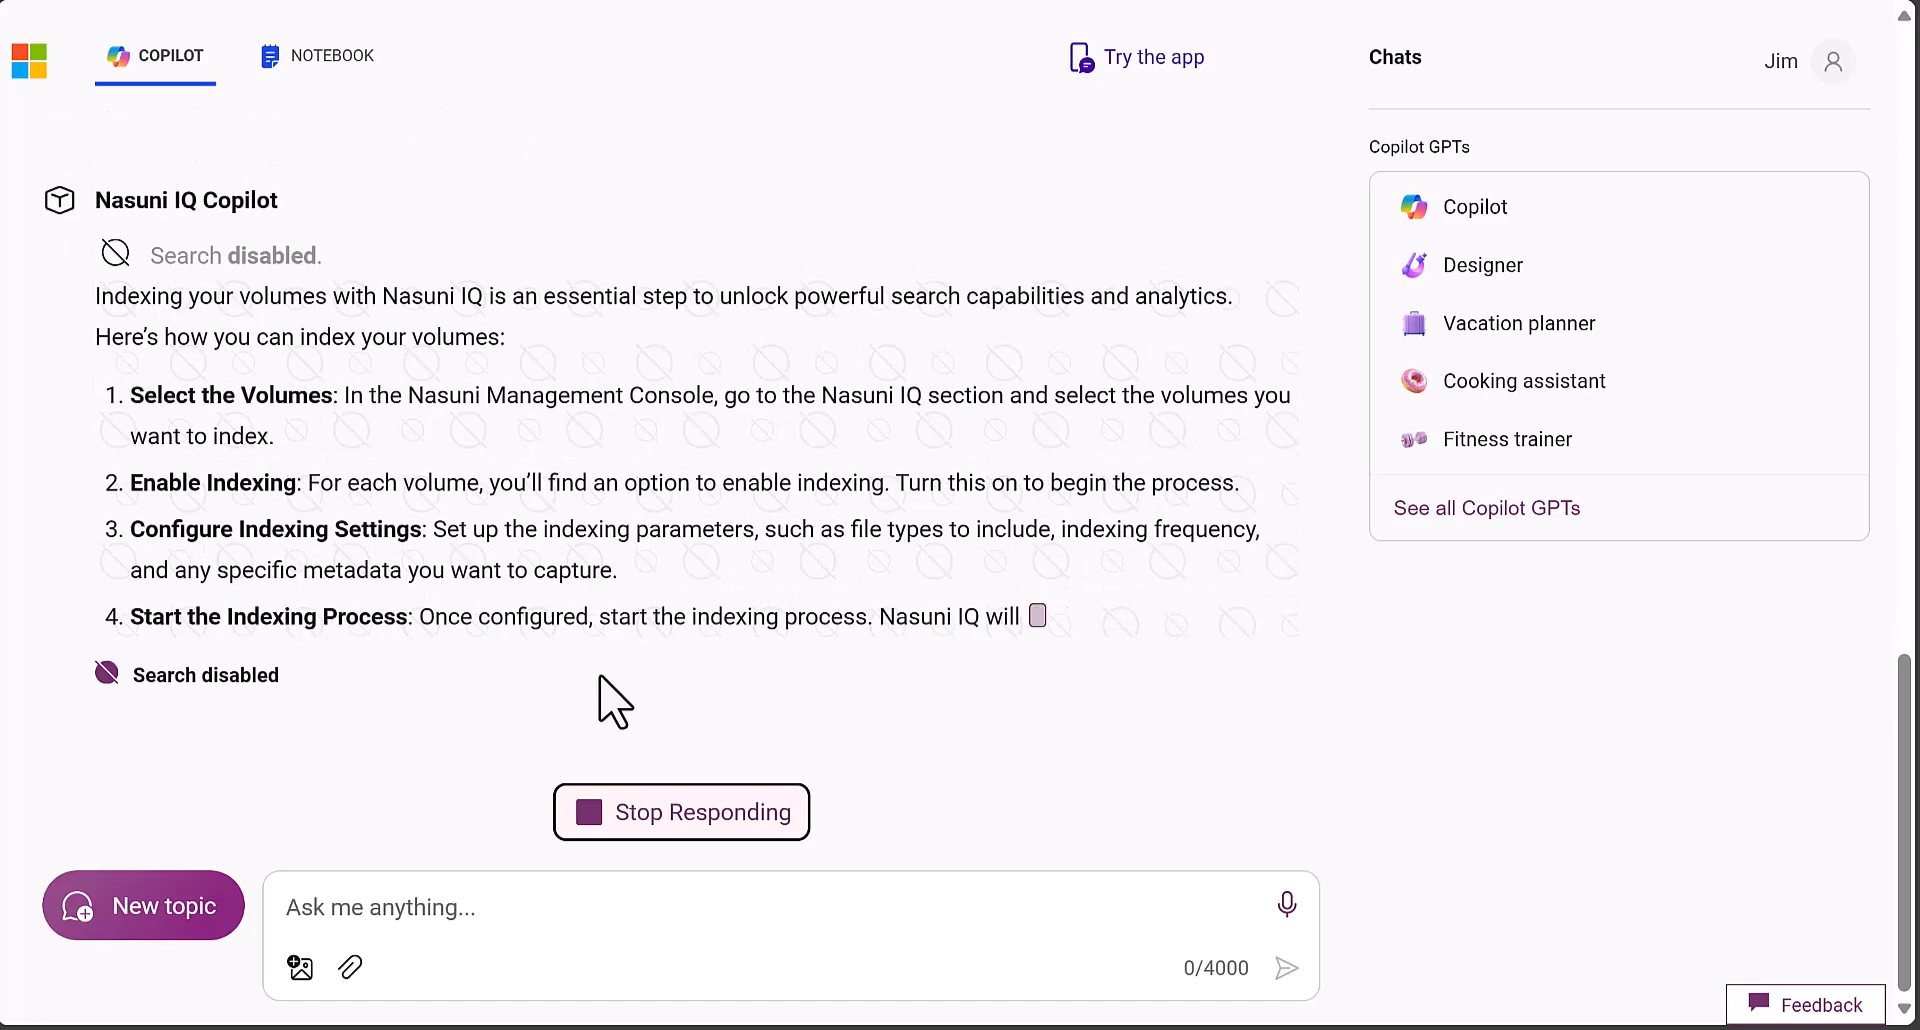 COPILOT
NOTEBOOK
Try the app
Chats
Jim
Copilot GPTs
Nasuni IQ Copilot
Copilot
Search disabled.
Designer
Indexing your volumes with Nasuni IQ is an essential step to unlock powerful search capabilities and analytics.
Here’s how you can index your volumes:
Vacation planner
1. Select the Volumes: In the Nasuni Management Console, go to the Nasuni IQ section and select the volumes you
want to index.
Cooking assistant
Fitness trainer
2. Enable Indexing: For each volume, you’ll find an option to enable indexing. Turn this on to begin the process.
See all Copilot GPTs
3. Configure Indexing Settings: Set up the indexing parameters, such as file types to include, indexing frequency,
and any specific metadata you want to capture.
4. Start the Indexing Process: Once configured, start the indexing process. Nasuni IQ will
Search disabled
Stop Responding
New topic
Ask me anything...
0/4000
Feedback